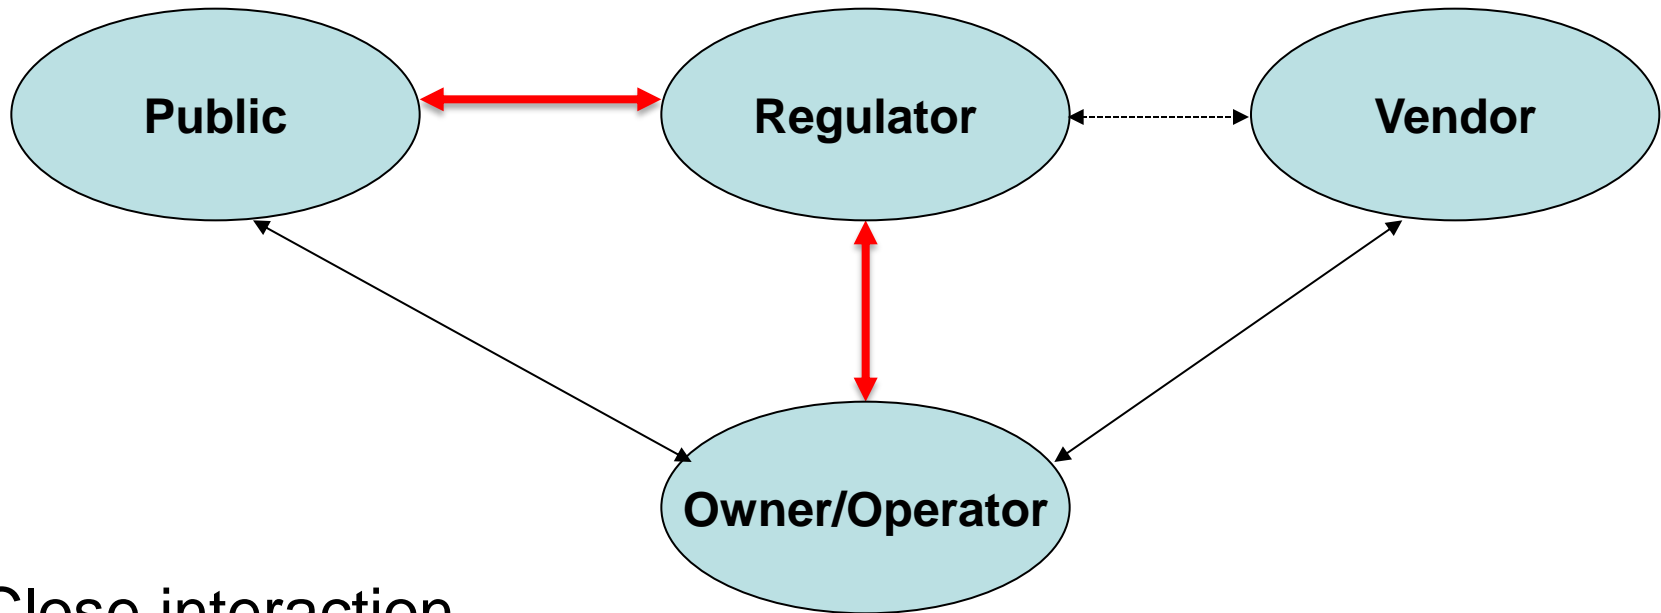 Public
Regulator
Vendor
Owner/Operator
Close interaction